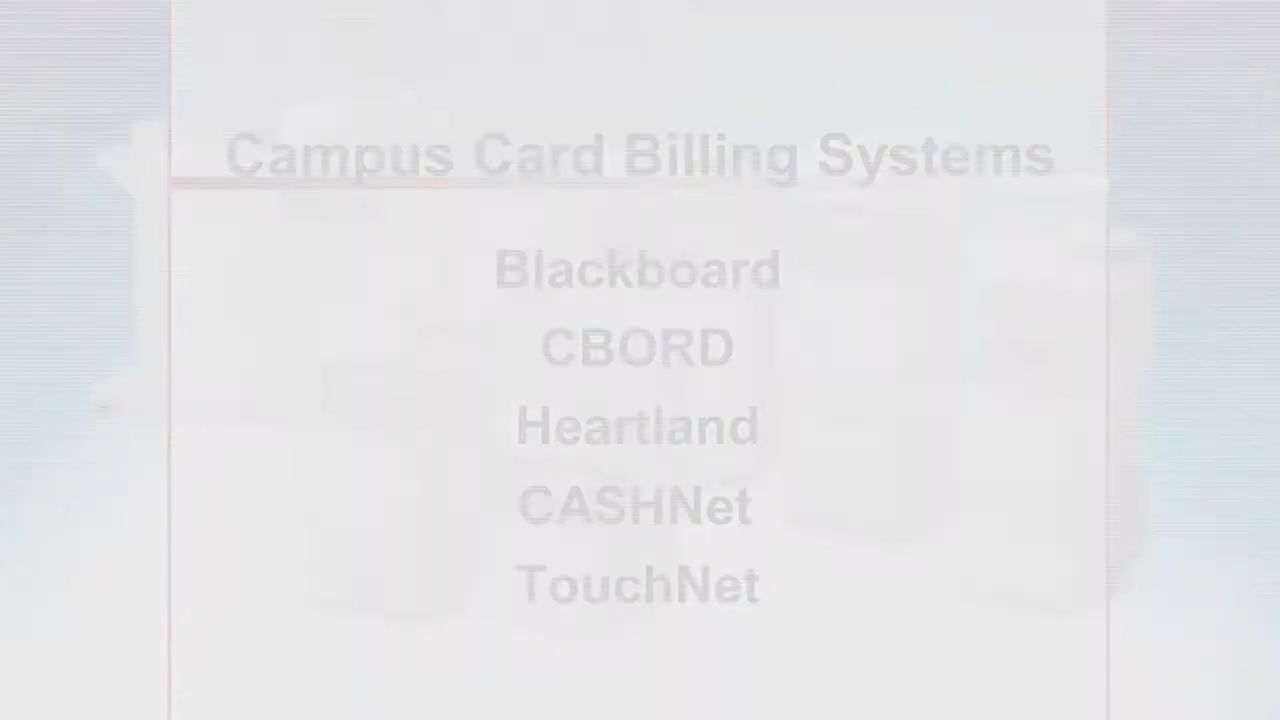 Campus Card Billing Systems
Blackboard
CBORD
Heartland
CASHNet
TouchNet